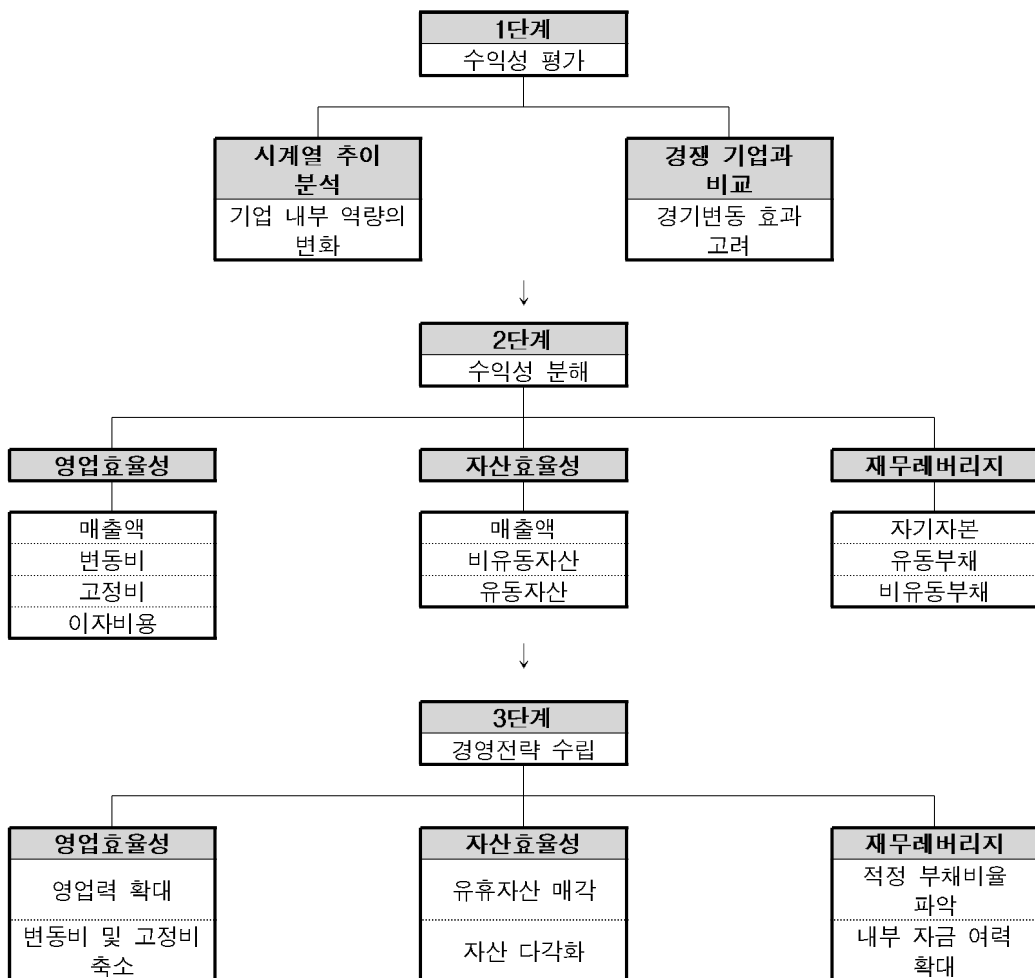 1단계
수익성 평가
시계열 추이
분석
기업 내부 역량의
변화
경쟁 기업과
비교
경기변동 효과
고려
↓
2단계
수익성 분해
영업효율성
매출액
변동비
고정비
이자비용
자산효율성
매출액
비유동자산
유동자산
재무레버리지
자기자본
유동부채
비유동부채
↓
3단계
경영전략 수립
영업효율성
영업력 확대
변동비 및 고정비
축소
자산효율성
유휴자산 매각
자산 다각화
재무레버리지
적정 부채비율
파악
내부 자금 여력
확대